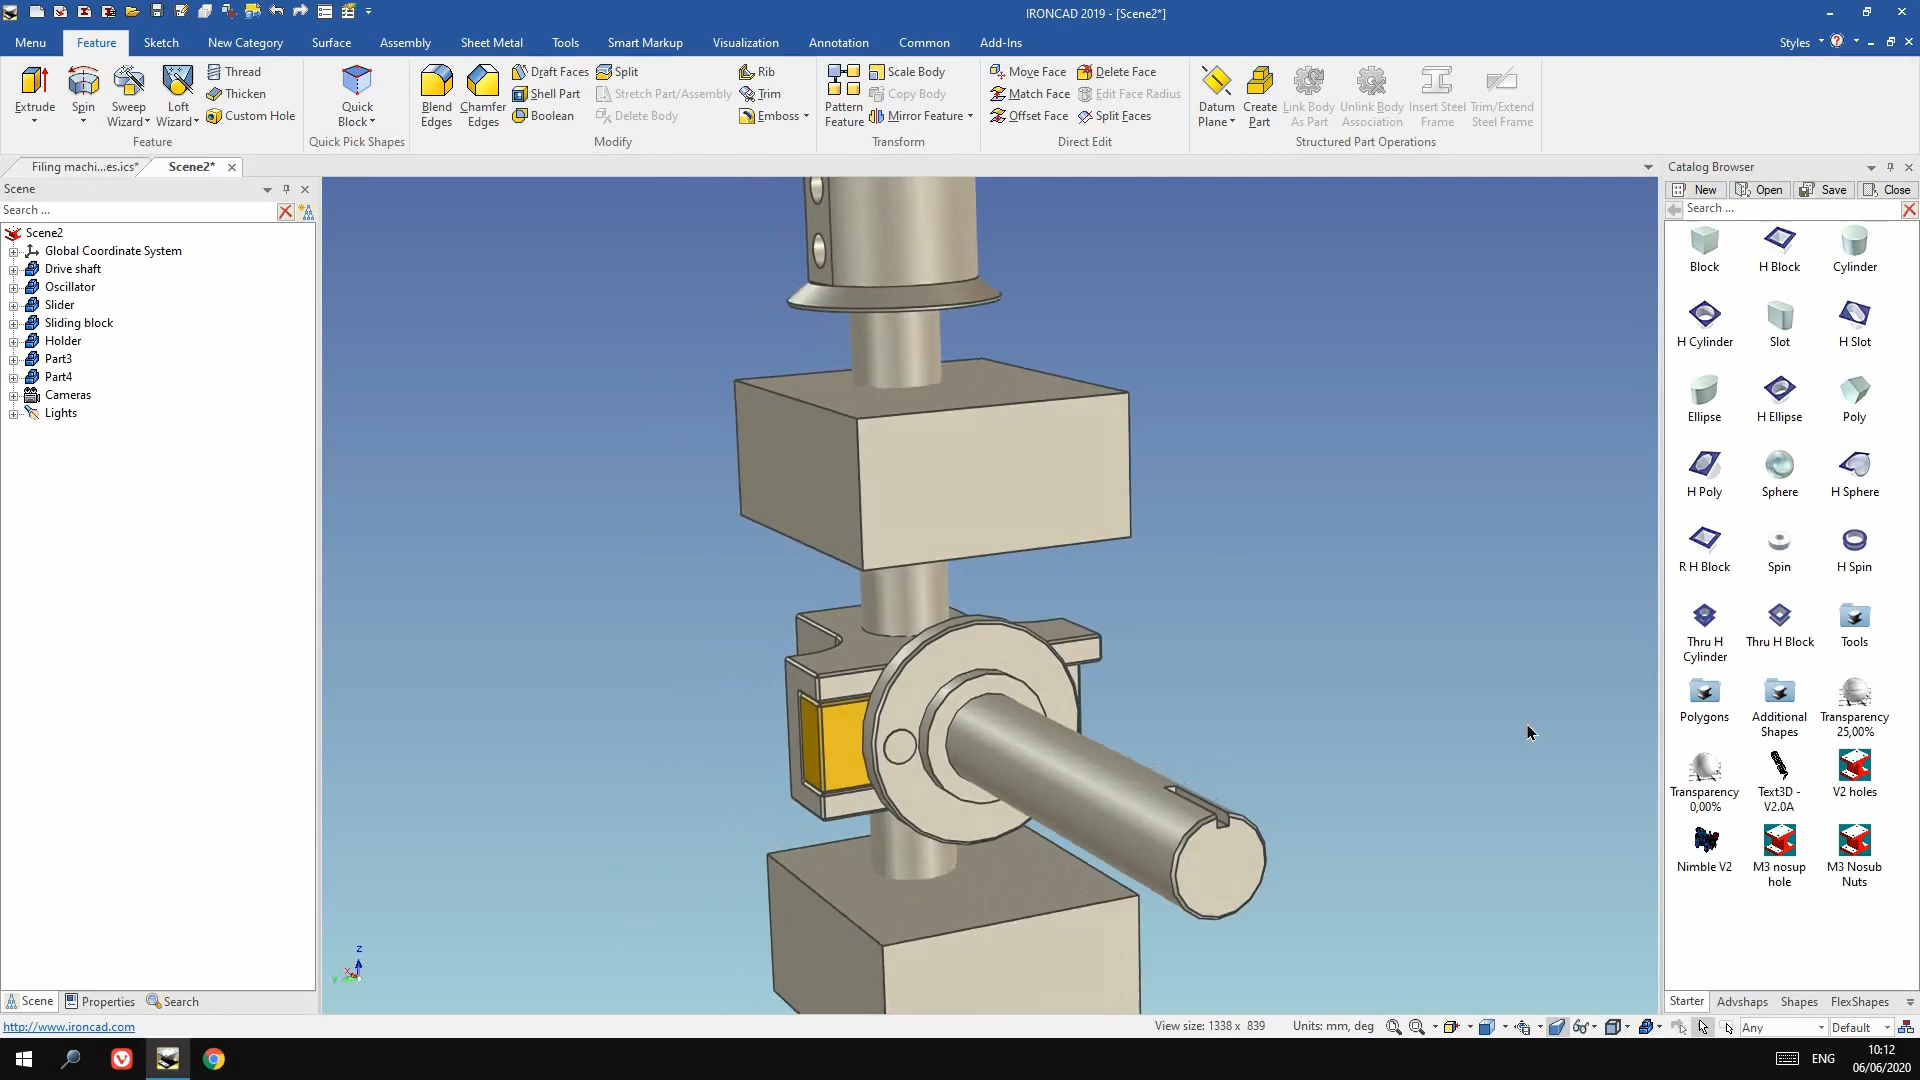 IRONCAD 2019 - [Scene2*]
Menu Feature Sketch New Category Surface Assembly Sheet Metal Tools Smart Markup Visualization Annotation Common Add-Ins Styles
Extrude Spin Sweep Wizard Loft Wizard Thread Thicken Custom Hole
Feature
Quick Block
Quick Pick Shapes
Blend Edges Chamfer Edges Draft Faces Shell Part Boolean Split Stretch Part/Assembly Delete Body Rib Trim Emboss
Modify
Pattern Feature Scale Body Copy Body Mirror Feature
Transform
Move Face Match Face Offset Face Delete Face Edit Face Radius Split Faces
Direct Edit
Datum Plane Create Part Link Body As Part Unlink Body Association Insert Steel Frame Trim/Extend Steel Frame
Structured Part Operations
Filing machi...es.ics* Scene2*
Scene
Search ...
Scene2
Global Coordinate System
Drive shaft
Oscillator
Slider
Sliding block
Holder
Part3
Part4
Cameras
Lights
Z
X
Y
Scene Properties Search
http://www.ironcad.com
Catalog Browser
New Open Save Close
Search ...
Block H Block Cylinder
H Cylinder Slot H Slot
Ellipse H Ellipse Poly
H Poly Sphere H Sphere
R H Block Spin H Spin
Thru H Cylinder Thru H Block Tools
Polygons Additional Shapes Transparency 25,00%
Transparency 0,00% Text3D - V2.0A V2 holes
Nimble V2 M3 nosup hole M3 Nosub Nuts
Starter Advshaps Shapes FlexShapes
View size: 1338 x 839 Units: mm, deg Any Default
ENG
10:12
06/06/2020